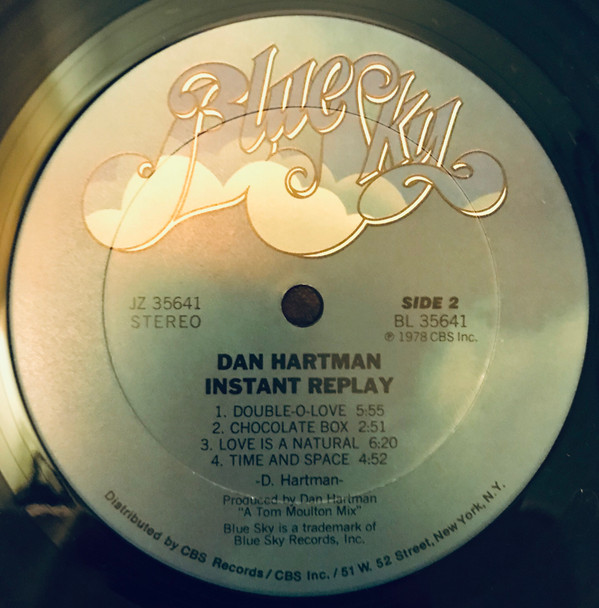 Blue Sky
JZ 35641
STEREO
SIDE 2
BL 35641
℗ 1978 CBS Inc.
DAN HARTMAN
INSTANT REPLAY
1. DOUBLE-O-LOVE 5:55
2. CHOCOLATE BOX 2:51
3. LOVE IS A NATURAL 6:20
4. TIME AND SPACE 4:52
-D. Hartman-
Produced by Dan Hartman
"A Tom Moulton Mix"
Blue Sky is a trademark of
Blue Sky Records, Inc.
Distributed by CBS Records/CBS Inc./51 W. 52 Street, New York, N.Y.